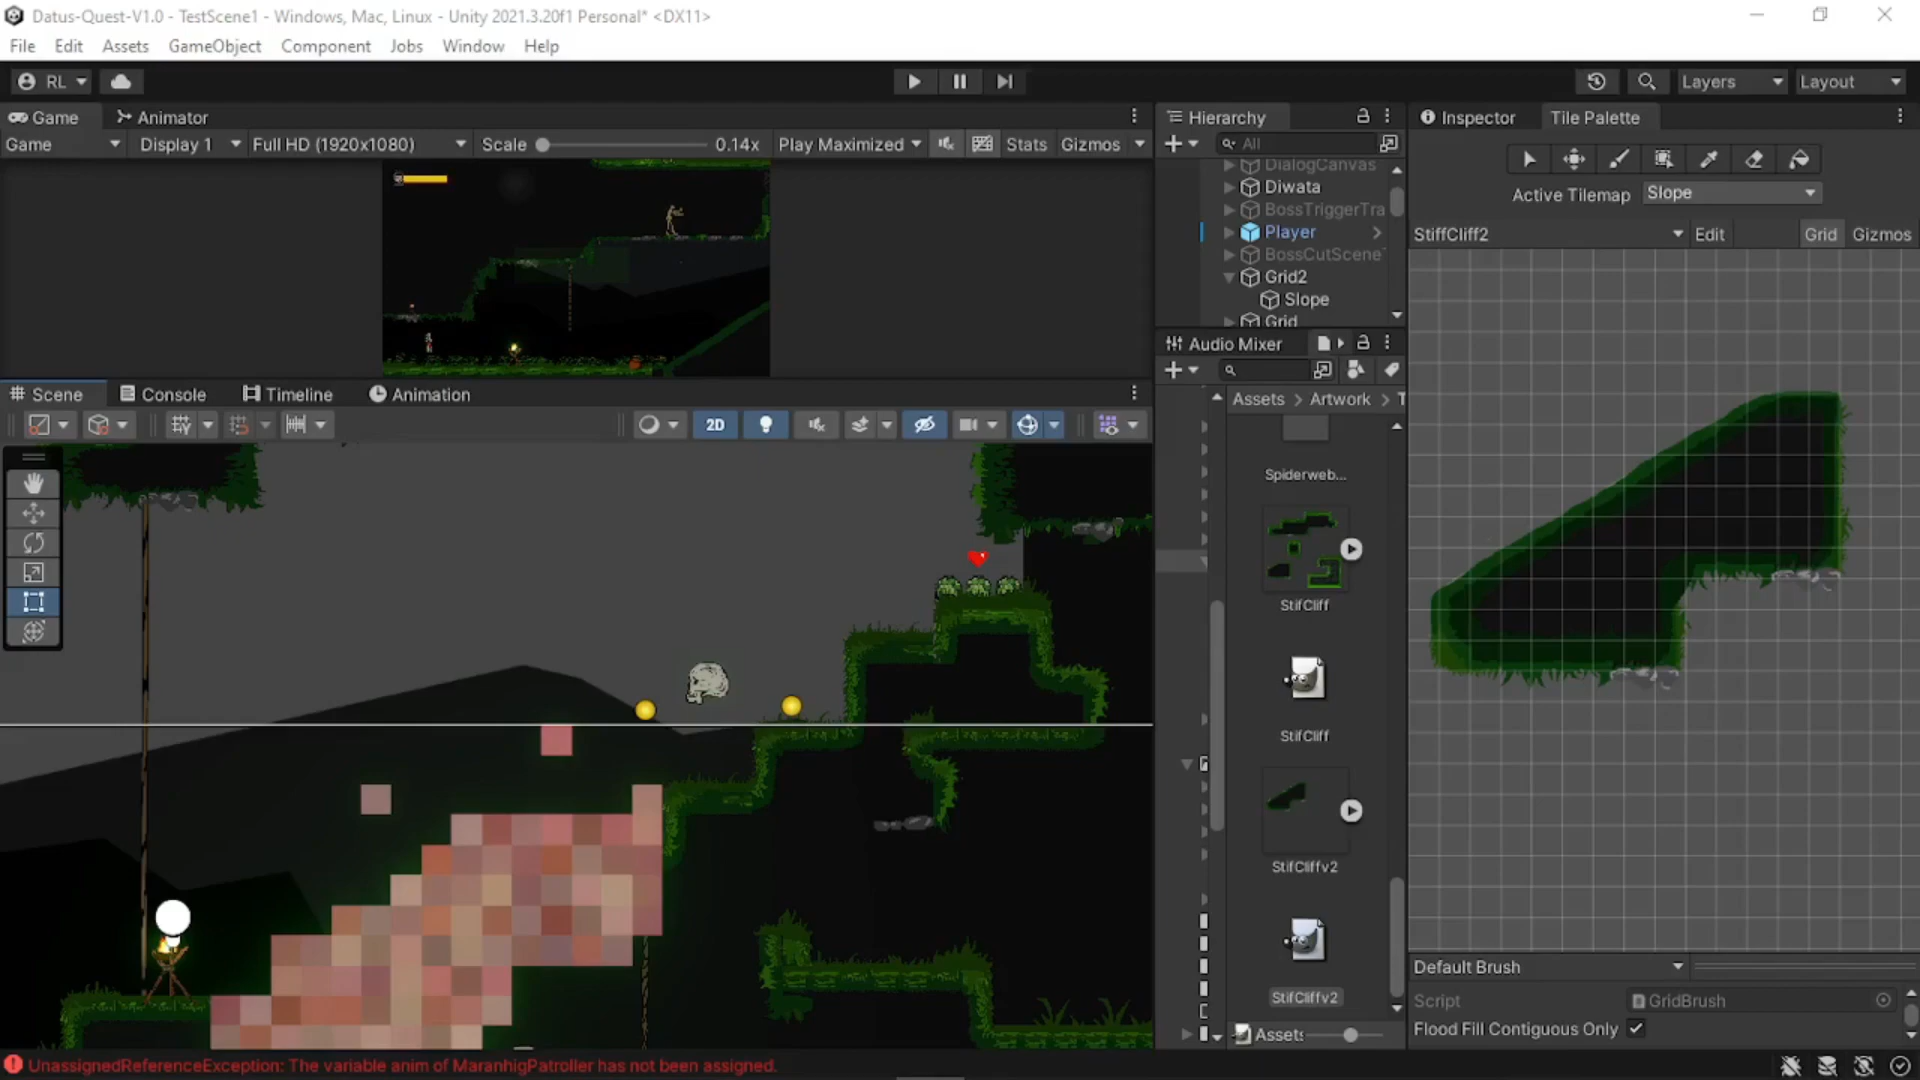 Datus-Quest-V1.0 - TestScene1 - Windows, Mac, Linux - Unity 2021.3.20f1 Personal* <DX11>
File Edit Assets GameObject Component Jobs Window Help
RL Layers Layout
Game Animator
Game Display 1 Full HD (1920x1080) Scale 0.14x Play Maximized Stats Gizmos
Hierarchy
All
DialogCanvas
Diwata
BossTriggerTra
Player
BossCutScene
Grid2
Slope
Grid
Inspector Tile Palette
Active Tilemap Slope
StiffCliff2 Edit Grid Gizmos
Scene Console Timeline Animation
2D
Audio Mixer
Assets > Artwork > T
Spiderweb...
StifCliff
StifCliff
StifCliffv2
StifCliffv2
Assets
Default Brush
Script GridBrush
Flood Fill Contiguous Only
UnassignedReferenceException: The variable anim of MaranhigPatroller has not been assigned.